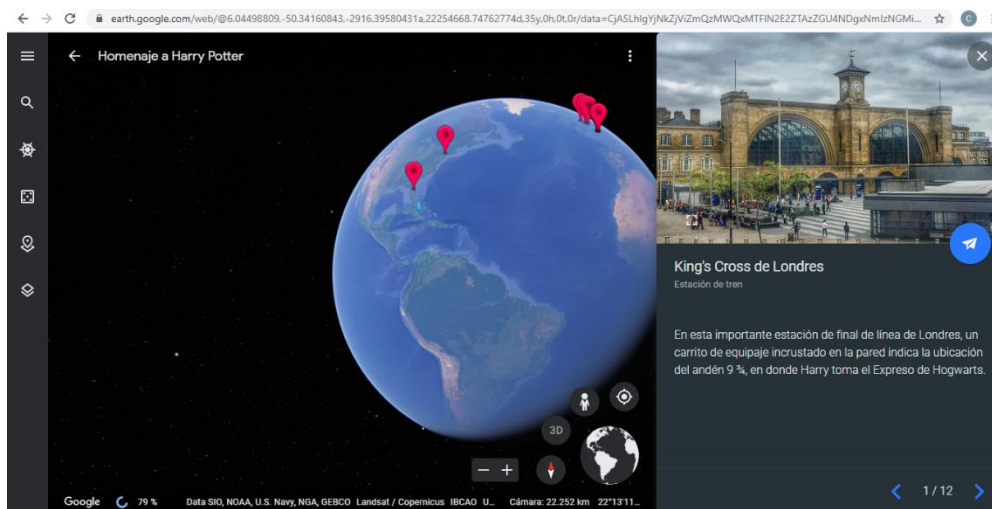 earth.google.com/web/@6.04498809,-50.34160843,-2916.39580431a,22254668.74762774d,35y,0h,0t,0r/data=CjASLhIgYjNkZjViZmQzMWQxMTFlN2E2ZTAzZGU4NDgxNmIzNGMi...
C
Homenaje a Harry Potter
King's Cross de Londres
Estación de tren
En esta importante estación de final de línea de Londres, un
carrito de equipaje incrustado en la pared indica la ubicación
del andén 9 ¾, en donde Harry toma el Expreso de Hogwarts.
3D
Google 79 % Data SIO, NOAA, U.S. Navy, NGA, GEBCO Landsat / Copernicus IBCAO U... Cámara: 22.252 km 22°13'11...
1 / 12